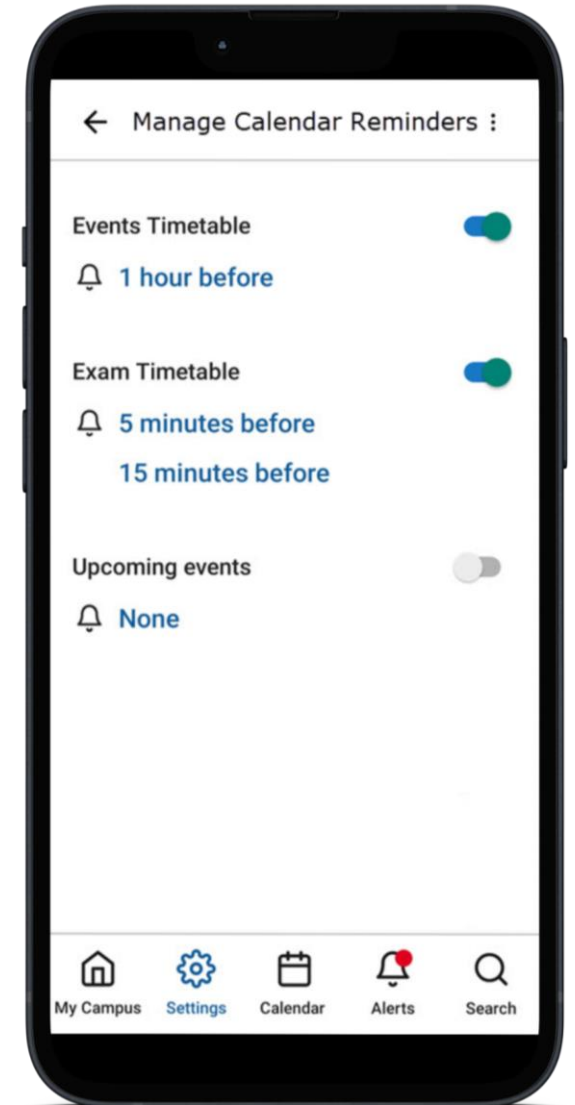 Manage Calendar Reminders
Events Timetable
1 hour before
Exam Timetable
5 minutes before
15 minutes before
Upcoming events
None
My Campus Settings Calendar Alerts Search